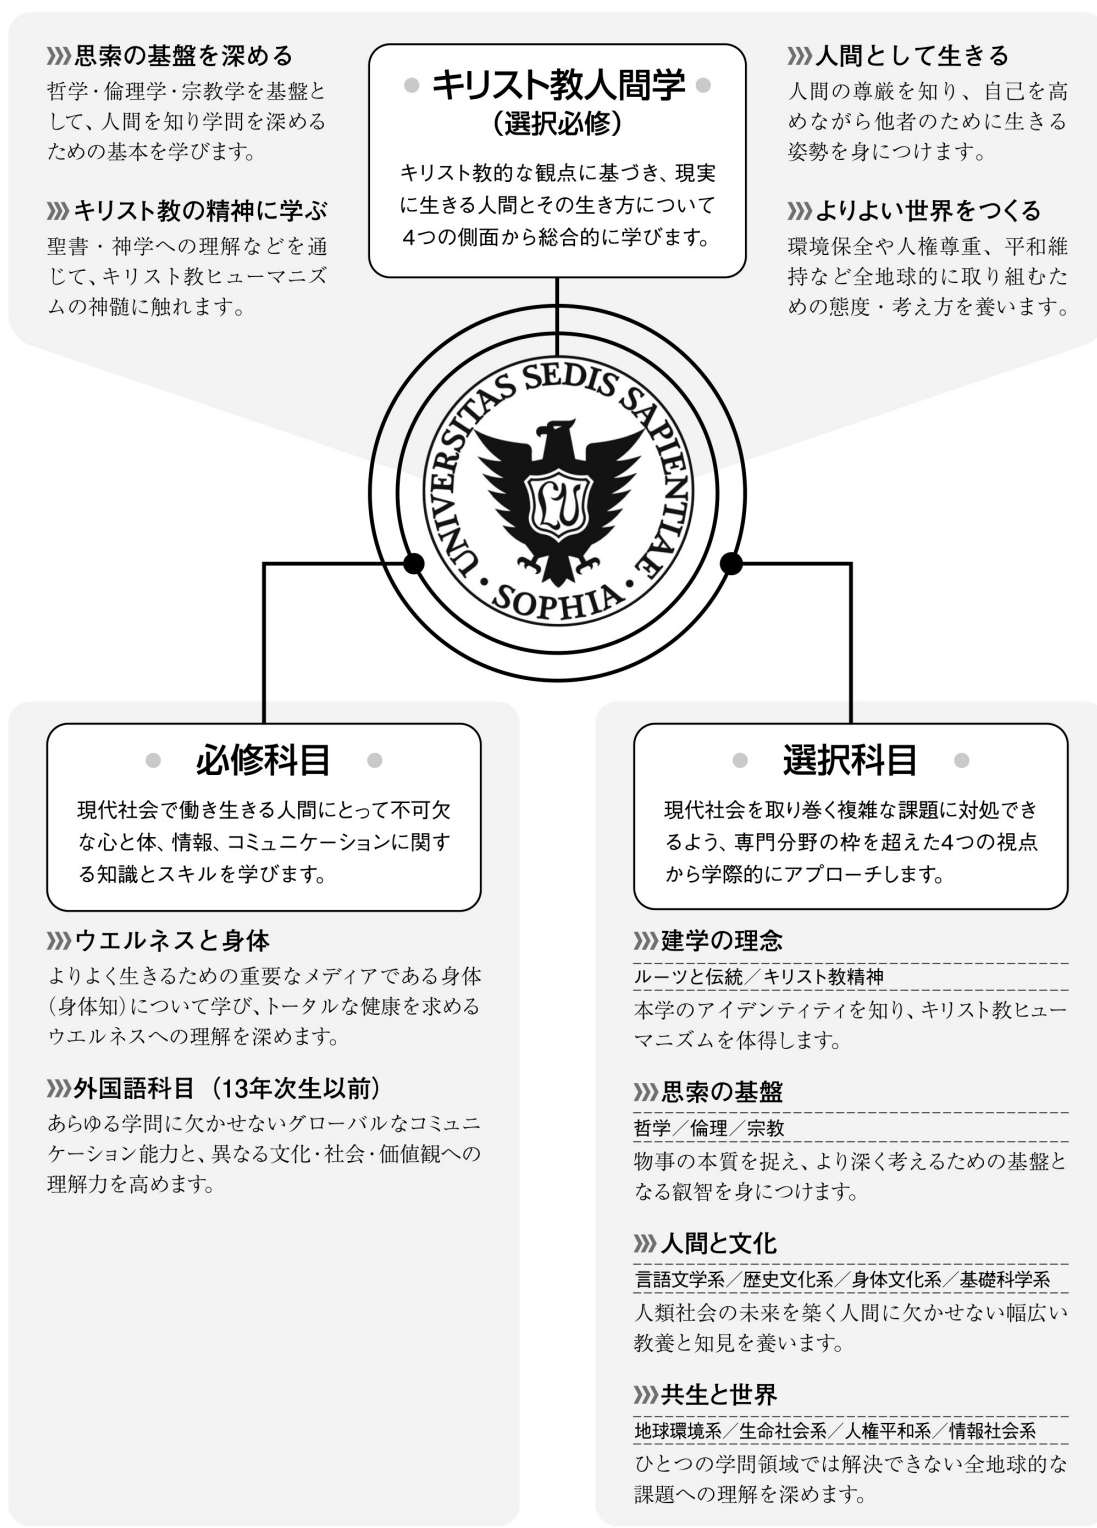 思索の基盤を深める
哲学・倫理学・宗教学を基盤と
して、人間を知り学問を深める
ための基本を学びます。
キリスト教の精神に学ぶ
聖書・神学への理解などを通
じて、キリスト教ヒューマニズ
ムの神髄に触れます。
キリスト教人間学
（選択必修）
キリスト教的な観点に基づき、現実
に生きる人間とその生き方について
4つの側面から総合的に学びます。
人間として生きる
人間の尊厳を知り、自己を高
めながら他者のために生きる
姿勢を身につけます。
よりよい世界をつくる
環境保全や人権尊重、平和維
持など全地球的に取り組むた
めの態度・考え方を養います。
UNIVERSITAS SEDIS SAPIENTIAE
・SOPHIA・
LU
必修科目
現代社会で働き生きる人間にとって不可欠
な心と体、情報、コミュニケーションに関す
る知識とスキルを学びます。
ウエルネスと身体
よりよく生きるための重要なメディアである身体
（身体知）について学び、トータルな健康を求める
ウエルネスへの理解を深めます。
外国語科目（13年次生以前）
あらゆる学問に欠かせないグローバルなコミュニ
ケーション能力と、異なる文化・社会・価値観への
理解力を高めます。
選択科目
現代社会を取り巻く複雑な課題に対処でき
るよう、専門分野の枠を超えた4つの視点
から学際的にアプローチします。
建学の理念
ルーツと伝統／キリスト教精神
本学のアイデンティティを知り、キリスト教ヒュー
マニズムを体得します。
思索の基盤
哲学／倫理／宗教
物事の本質を捉え、より深く考えるための基盤と
なる叡智を身につけます。
人間と文化
言語文学系／歴史文化系／身体文化系／基礎科学系
人類社会の未来を築く人間に欠かせない幅広い
教養と知見を養います。
共生と世界
地球環境系／生命社会系／人権平和系／情報社会系
ひとつの学問領域では解決できない全地球的な
課題への理解を深めます。